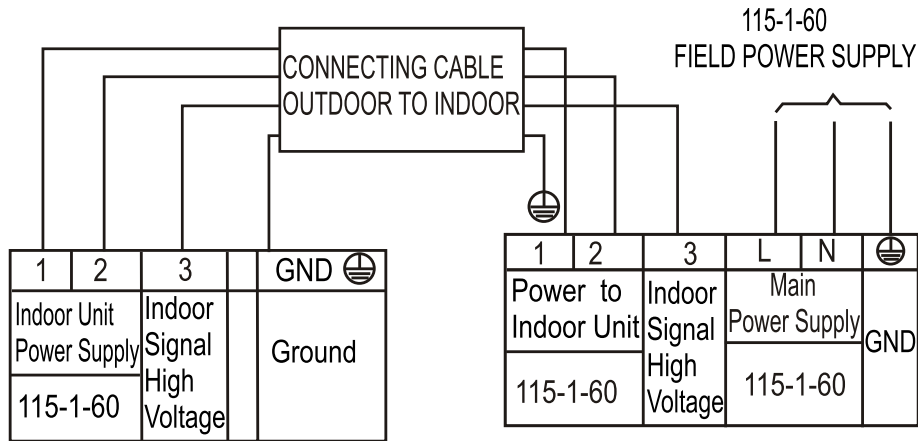 115-1-60
FIELD POWER SUPPLY
CONNECTING CABLE
OUTDOOR TO INDOOR
1 2 3 GND
Indoor Unit
Power Supply
115-1-60
Indoor
Signal
High
Voltage
Ground
1 2 3 L N
Power to
Indoor Unit
115-1-60
Indoor
Signal
High
Voltage
Main
Power Supply
115-1-60
GND